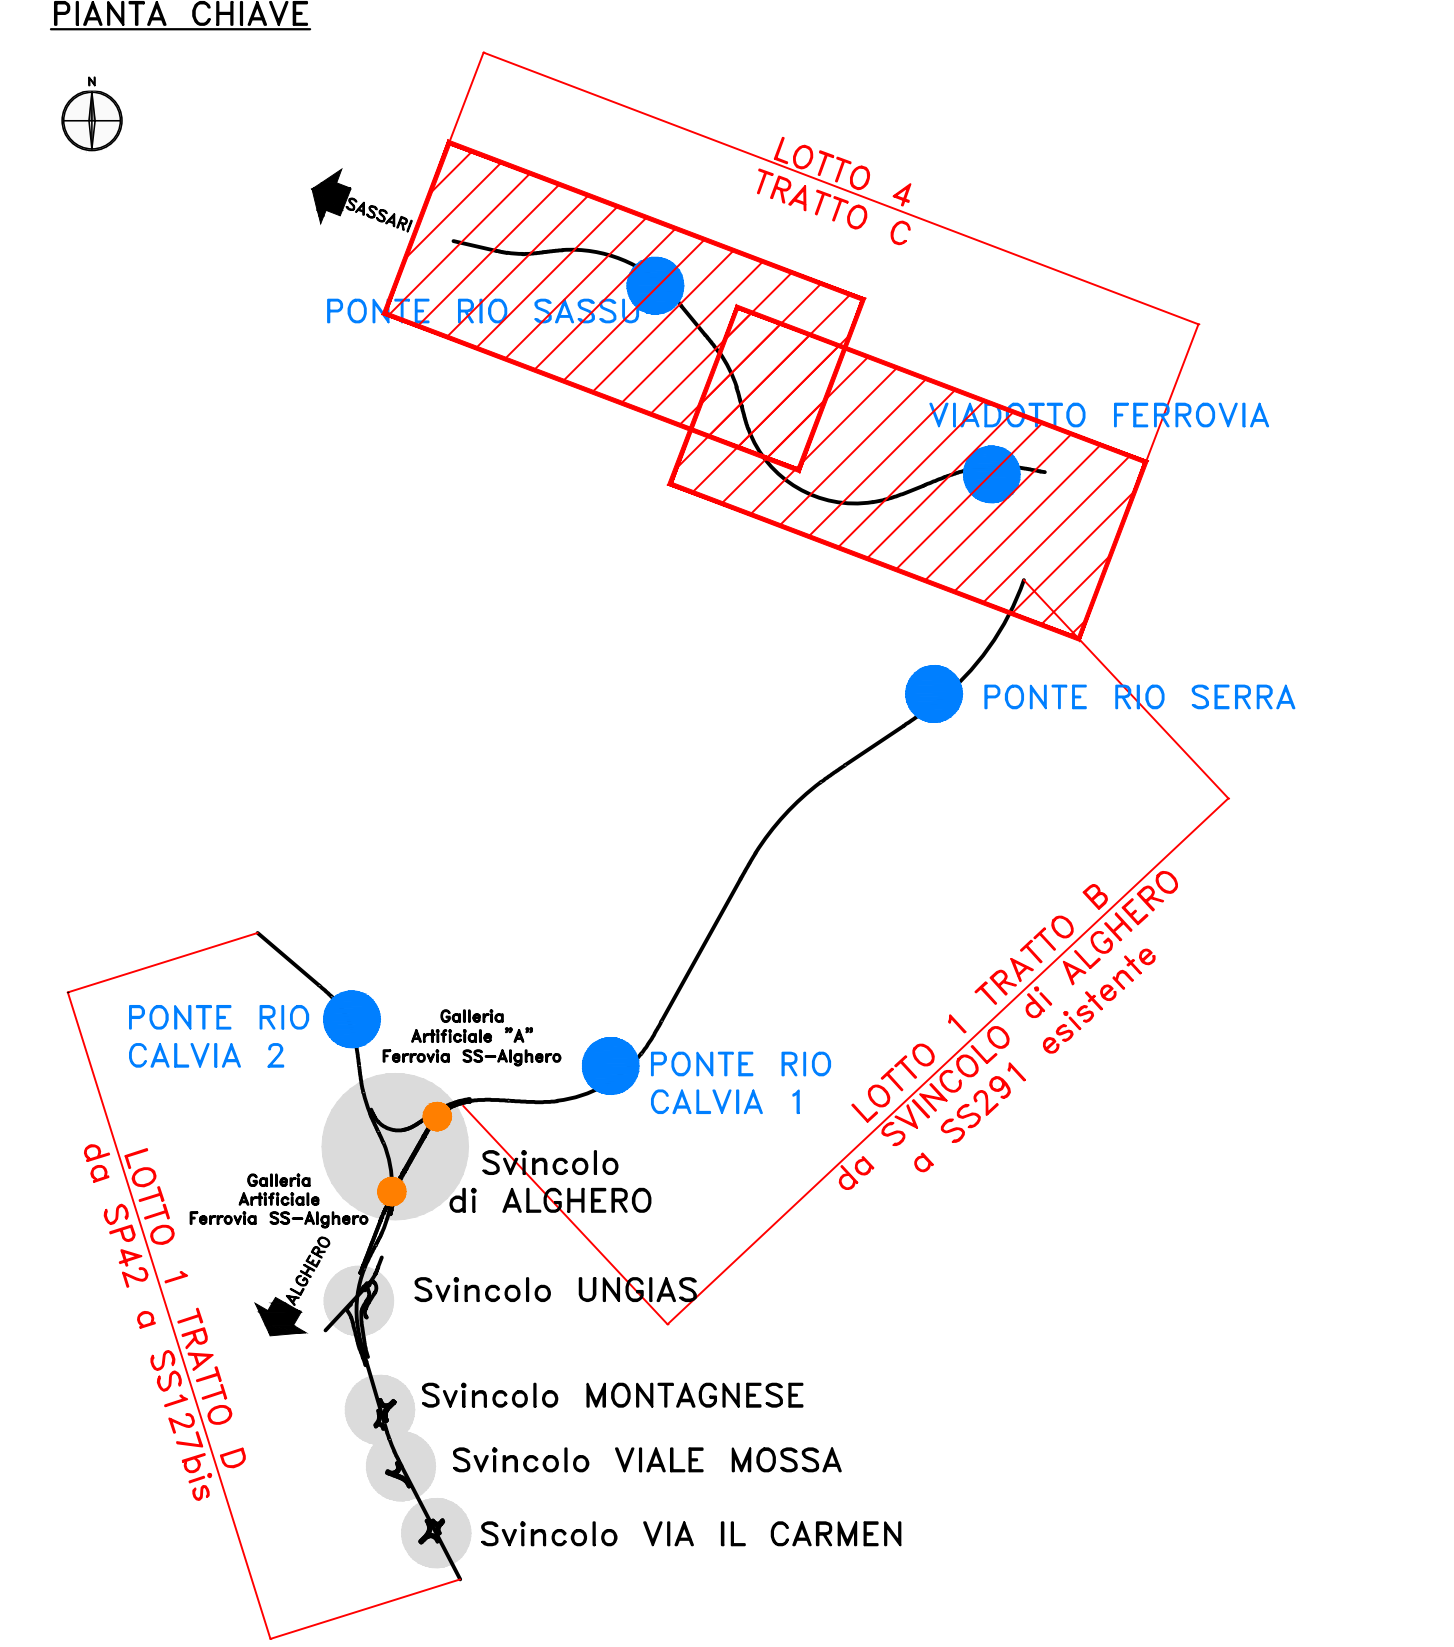 PIANTA CHIAVE
N
LOTTO 4
TRATTO C
SASSARI
PONTE RIO SASSU
VIADOTTO FERROVIA
PONTE RIO SERRA
LOTTO 1 TRATTO B
da SVINCOLO di ALGHERO
a SS291 esistente
PONTE RIO
CALVIA 2
Galleria
Artificiale "A"
Ferrovia SS-Alghero
PONTE RIO
CALVIA 1
Svincolo
di ALGHERO
Galleria
Artificiale
Ferrovia SS-Alghero
LOTTO 1 TRATTO D
da SP42 a SS127bis
ALGHERO
Svincolo UNGIAS
Svincolo MONTAGNESE
Svincolo VIALE MOSSA
Svincolo VIA IL CARMEN